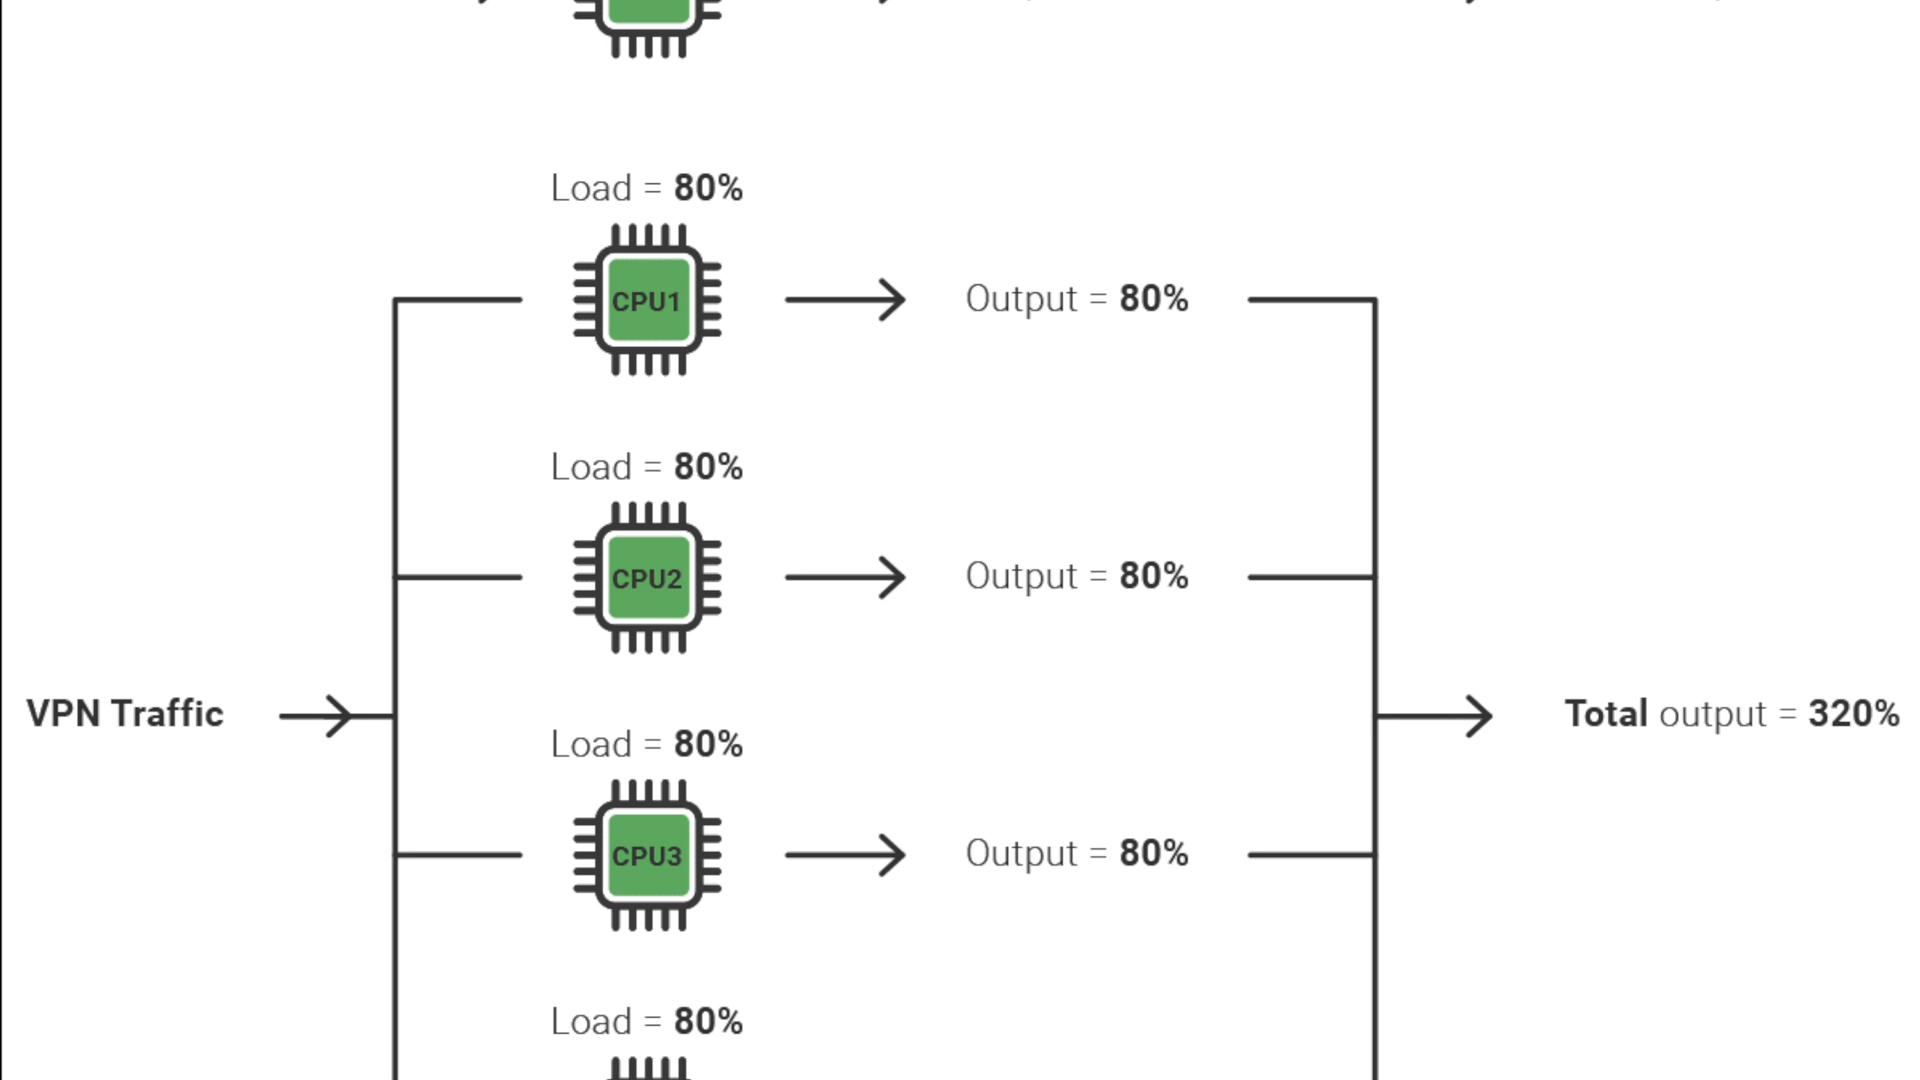 Load = 80%
CPU1
Output = 80%
Load = 80%
CPU2
Output = 80%
VPN Traffic
Total output = 320%
Load = 80%
CPU3
Output = 80%
Load = 80%